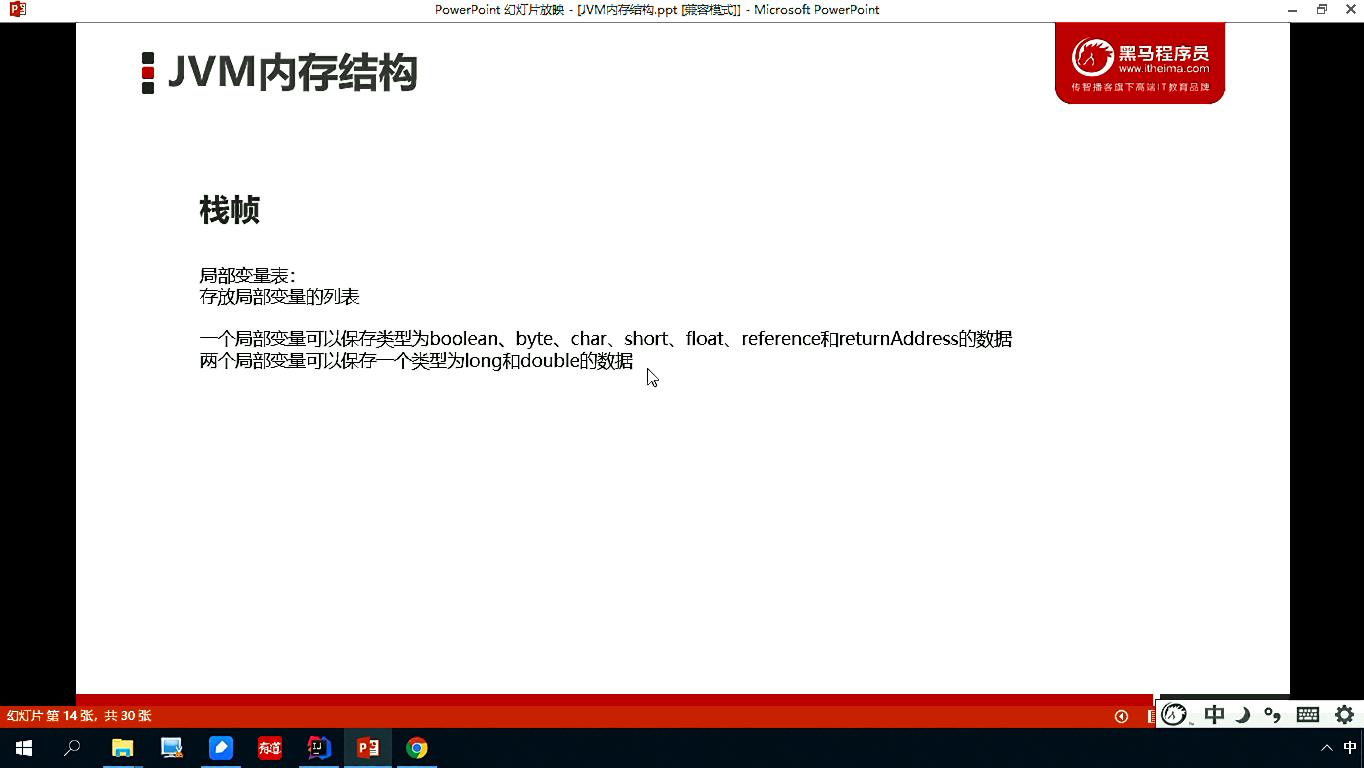 PowerPoint 幻灯片放映 - [JVM内存结构.ppt [兼容模式]] - Microsoft PowerPoint
JVM内存结构
黑马程序员
www.itheima.com
传智播客旗下高端IT教育品牌
栈帧
局部变量表：
存放局部变量的列表
一个局部变量可以保存类型为boolean、byte、char、short、float、reference和returnAddress的数据
两个局部变量可以保存一个类型为long和double的数据
幻灯片 第 14 张，共 30 张
中
有道
IJ
中